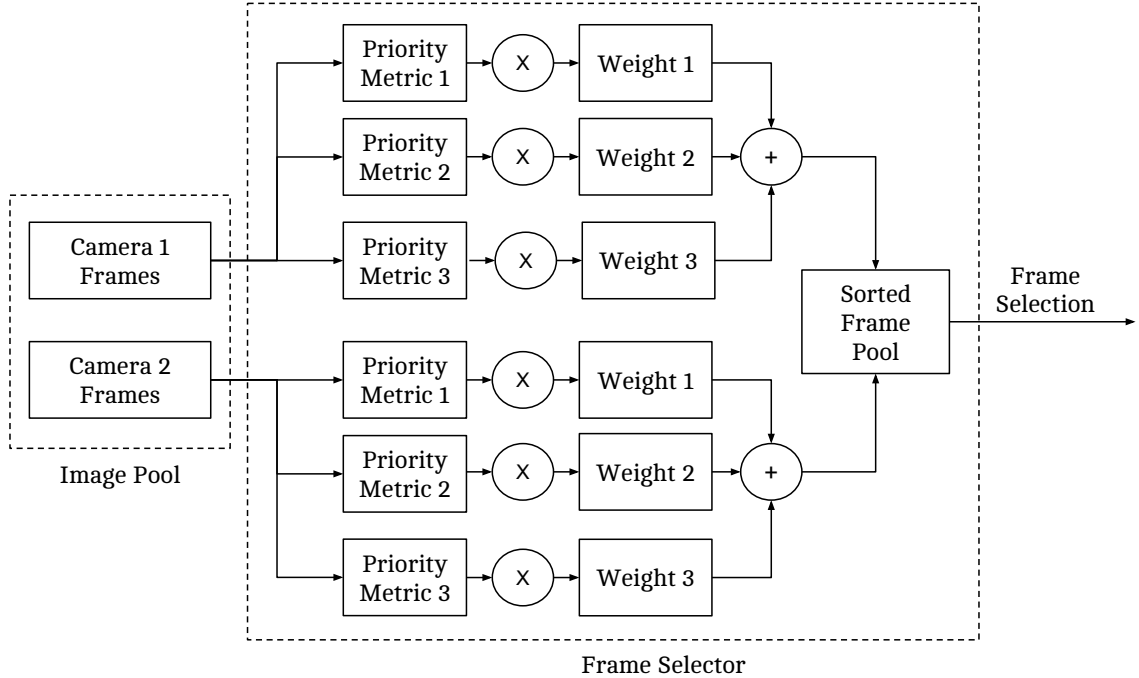 Priority
Metric 1
X
Weight 1
Priority
Metric 2
X
Weight 2
+
Camera 1
Frames
Priority
Metric 3
X
Weight 3
Sorted
Frame
Pool
Frame
Selection
Camera 2
Frames
Image Pool
Priority
Metric 1
X
Weight 1
Priority
Metric 2
X
Weight 2
+
Priority
Metric 3
X
Weight 3
Frame Selector